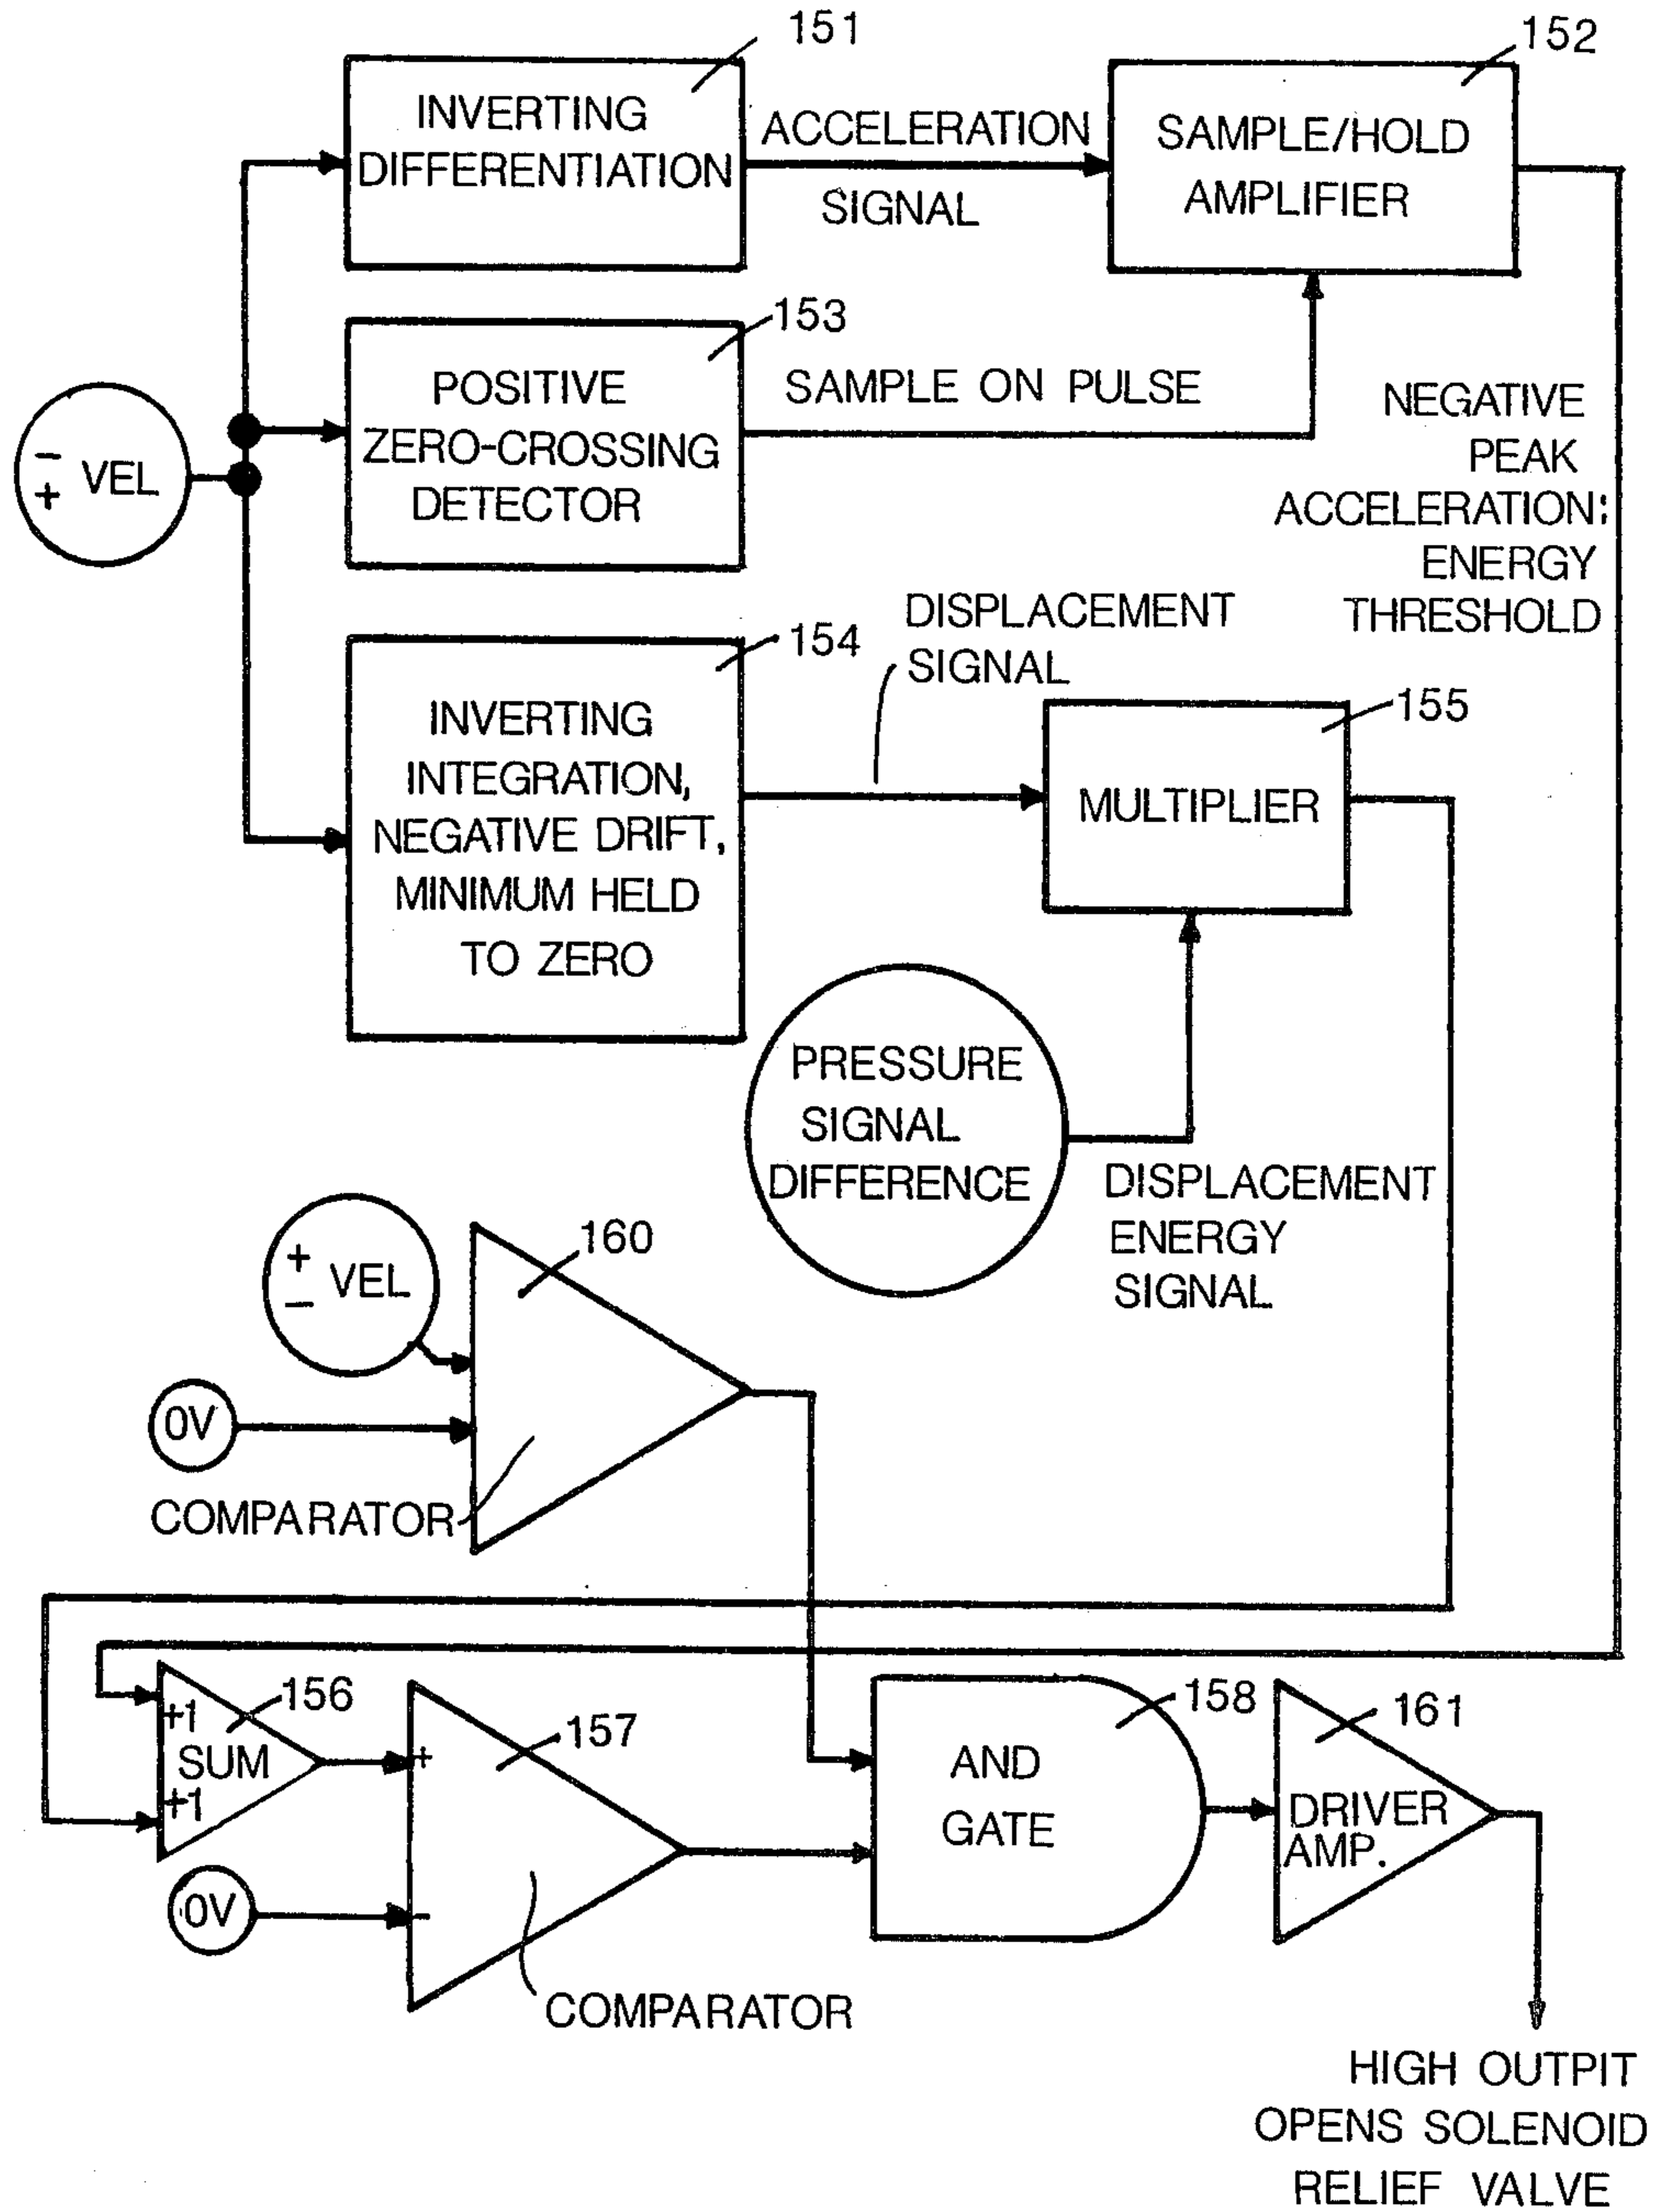 151
INVERTING
DIFFERENTIATION
ACCELERATION
SIGNAL
152
SAMPLE/HOLD
AMPLIFIER
153
POSITIVE
ZERO-CROSSING
DETECTOR
SAMPLE ON PULSE
- VEL
+
NEGATIVE
PEAK
ACCELERATION:
ENERGY
THRESHOLD
154
INVERTING
INTEGRATION,
NEGATIVE DRIFT,
MINIMUM HELD
TO ZERO
DISPLACEMENT
SIGNAL
155
MULTIPLIER
PRESSURE
SIGNAL
DIFFERENCE
DISPLACEMENT
ENERGY
SIGNAL
+ VEL
-
160
0V
COMPARATOR
156
+1
SUM
+1
0V
157
+
-
COMPARATOR
158
AND
GATE
161
DRIVER
AMP.
HIGH OUTPIT
OPENS SOLENOID
RELIEF VALVE